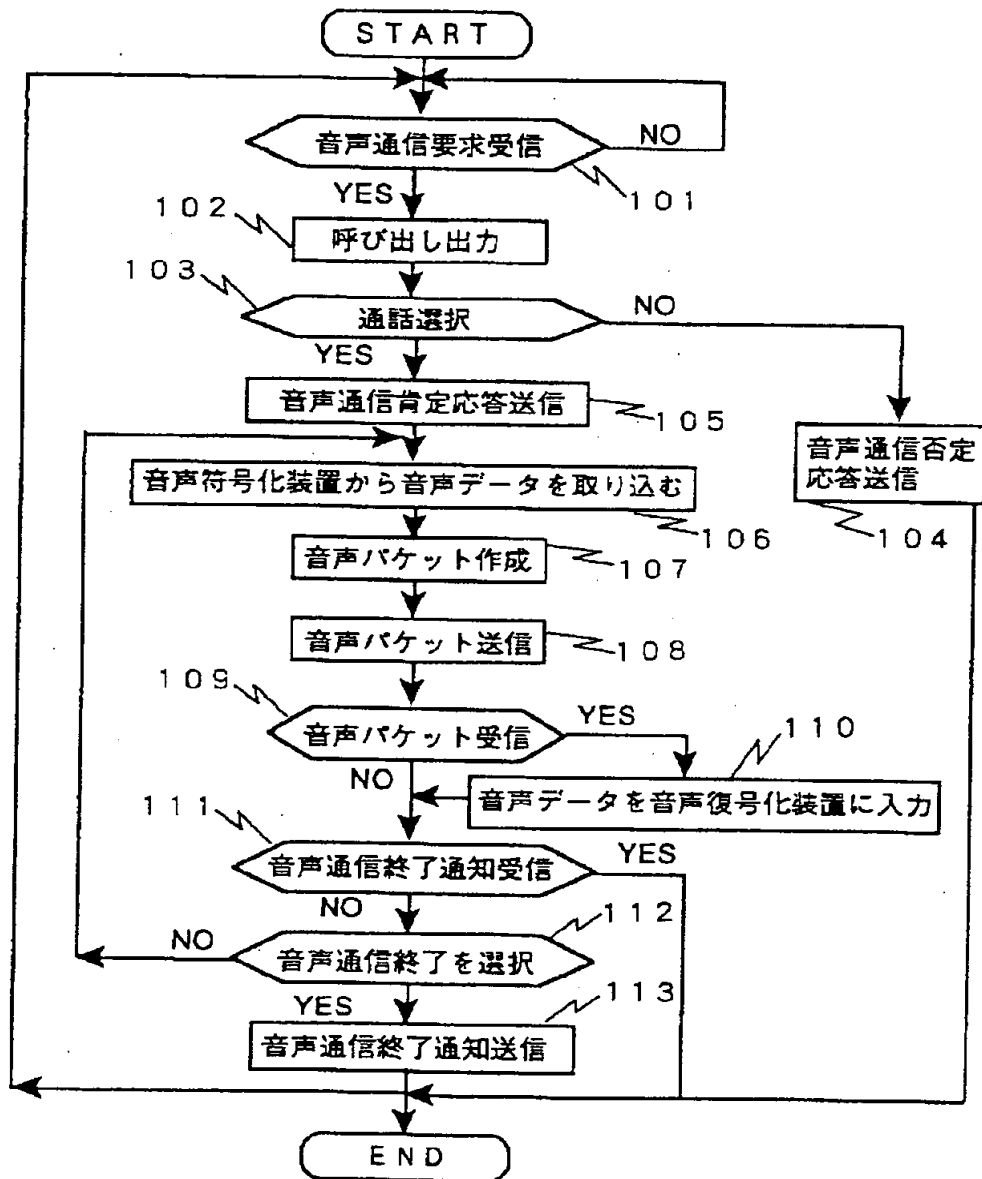 START
音声通信要求受信
NO
101
YES
102
呼び出し出力
103
通話選択
NO
YES
音声通信肯定応答送信
105
音声通信否定
応答送信
104
音声符号化装置から音声データを取り込む
106
音声パケット作成
107
音声パケット送信
108
109
音声パケット受信
YES
110
NO
音声データを音声復号化装置に入力
111
音声通信終了通知受信
YES
NO
112
NO
音声通信終了を選択
YES
113
音声通信終了通知送信
END